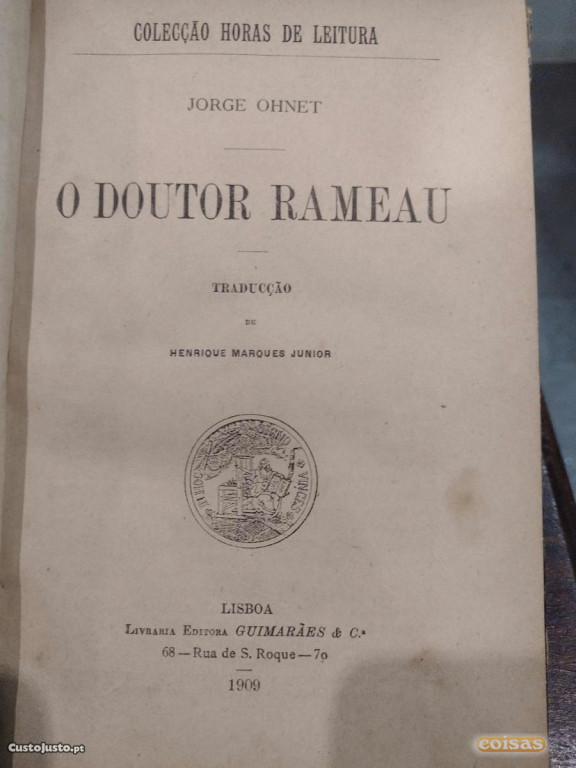 COLECÇÃO HORAS DE LEITURA
JORGE OHNET
O DOUTOR RAMEAU
TRADUCÇÃO
DE
HENRIQUE MARQUES JUNIOR
VINCES
LISBOA
LIVRARIA EDITORA GUIMARÃES & C.ª
68 — Rua de S. Roque — 70
1909
CustoJusto.pt
coisas